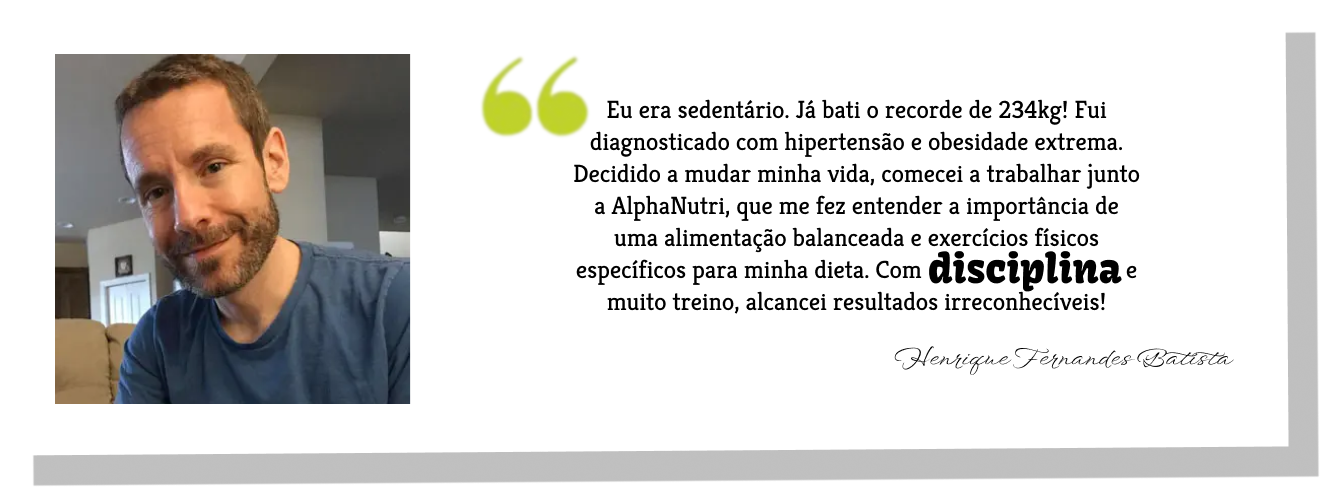 Eu era sedentário. Já bati o recorde de 234kg! Fui
diagnosticado com hipertensão e obesidade extrema.
Decidido a mudar minha vida, comecei a trabalhar junto
a AlphaNutri, que me fez entender a importância de
uma alimentação balanceada e exercícios físicos
específicos para minha dieta. Com disciplina e
muito treino, alcancei resultados irreconhecíveis!
Henrique Fernandes Batista